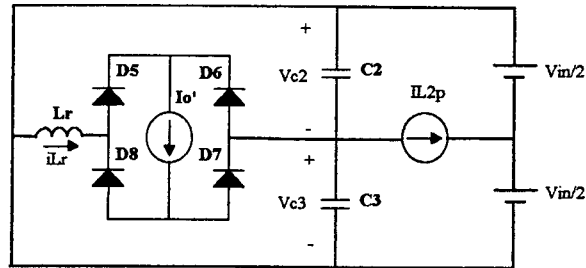 +
D5
D6
Vc2
C2
IL2p
Vin/2
Lr
Io'
-
+
iLr
D8
D7
Vc3
C3
Vin/2
-